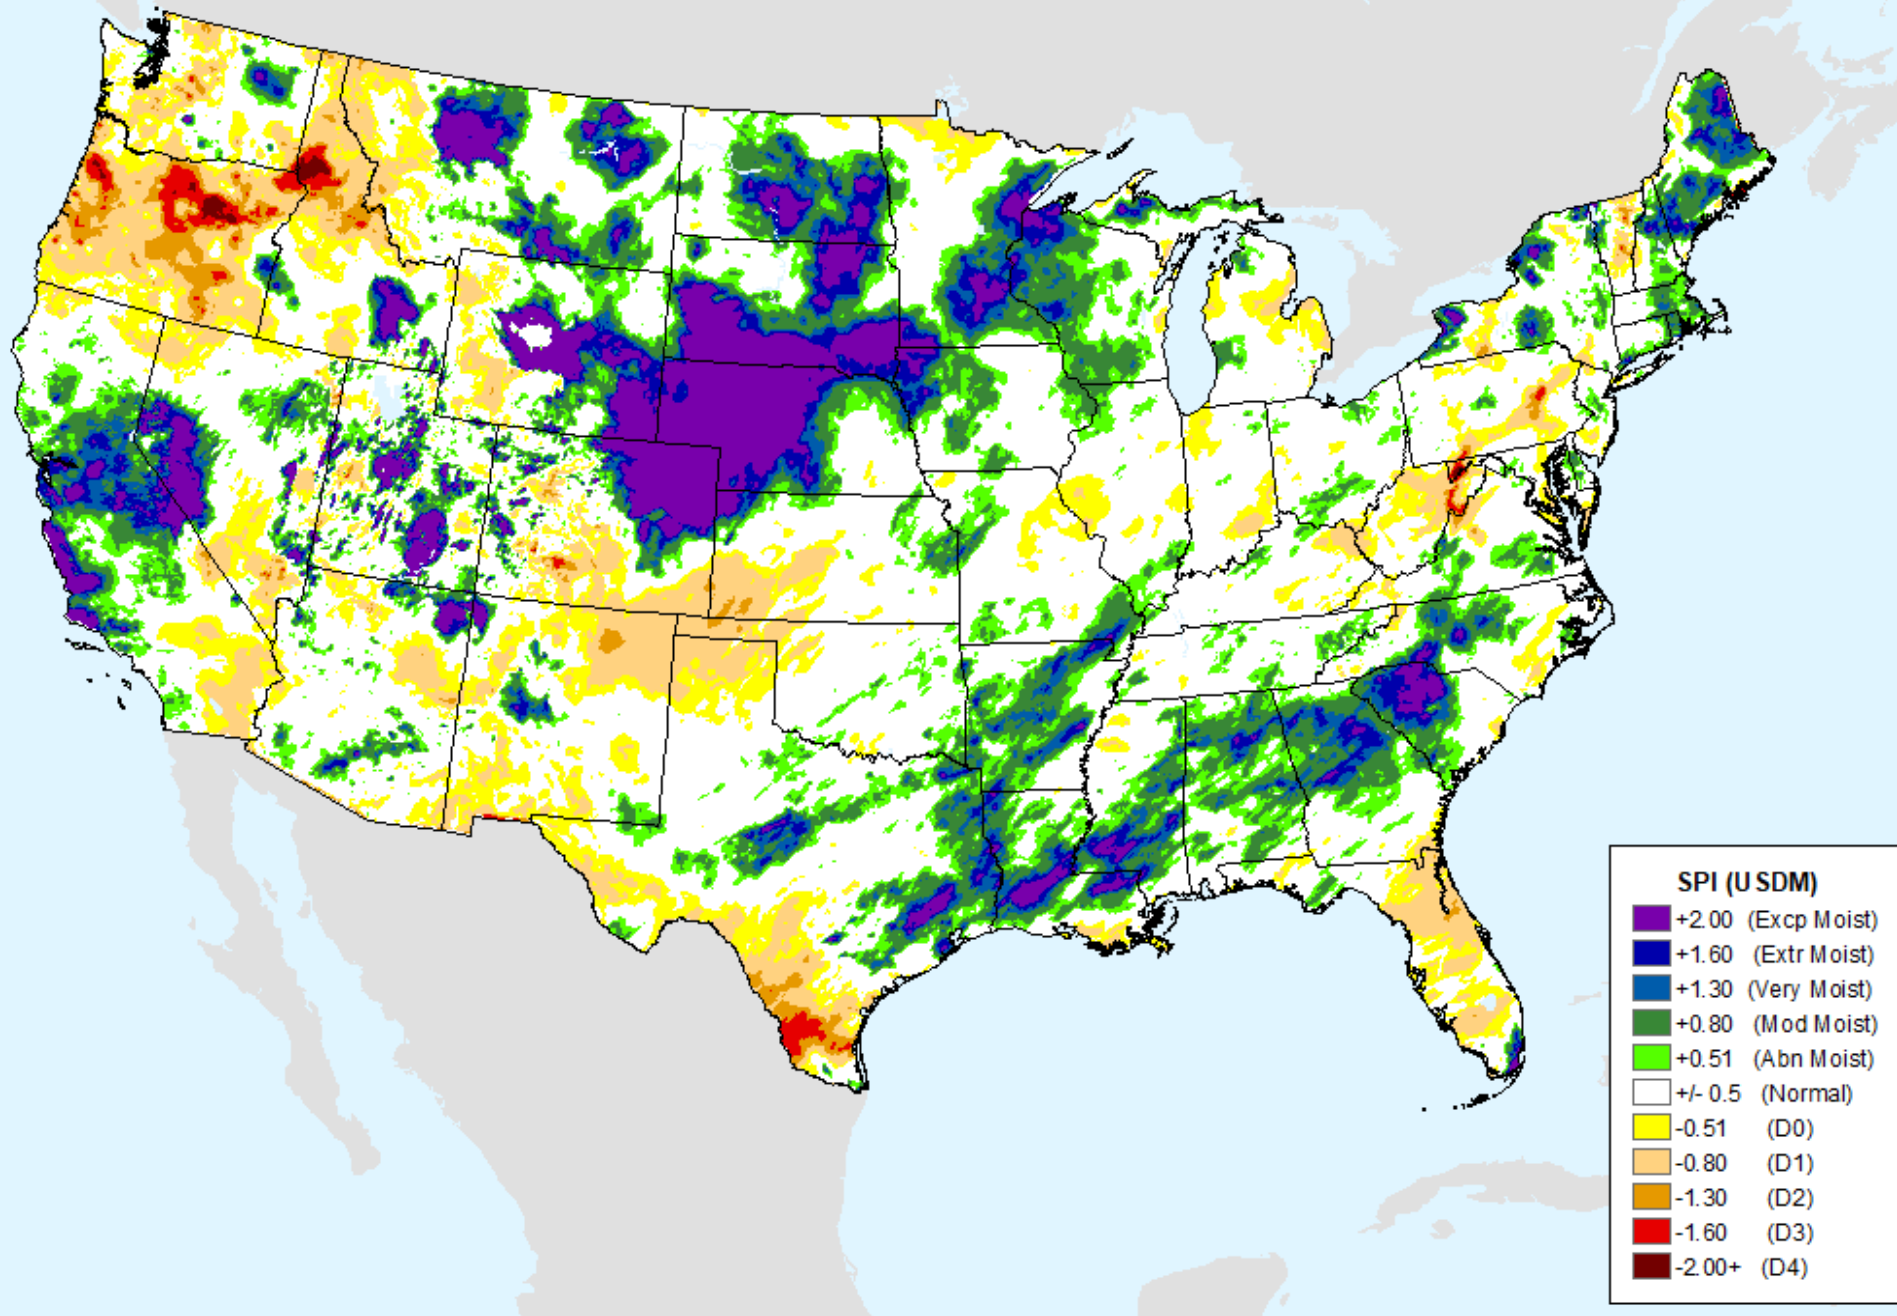 SPI (USDM)
+2.00 (Excp Moist)
+1.60 (Extr Moist)
+1.30 (Very Moist)
+0.80 (Mod Moist)
+0.51 (Abn Moist)
+/- 0.5 (Normal)
-0.51 (D0)
-0.80 (D1)
-1.30 (D2)
-1.60 (D3)
-2.00+ (D4)